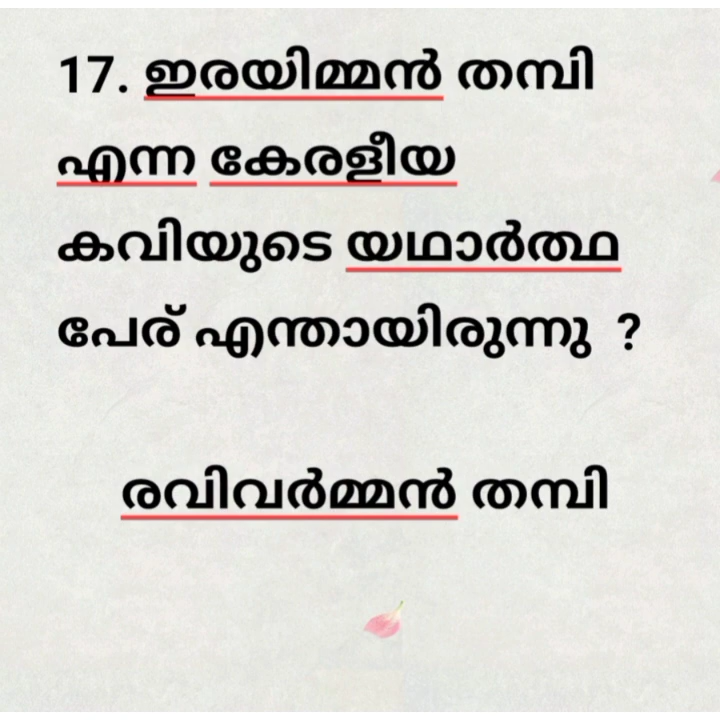 17. ഇരയിമ്മൻ തമ്പി
എന്ന കേരളീയ
കവിയുടെ യഥാർത്ഥ
പേര് എന്തായിരുന്നു ?
രവിവർമ്മൻ തമ്പി